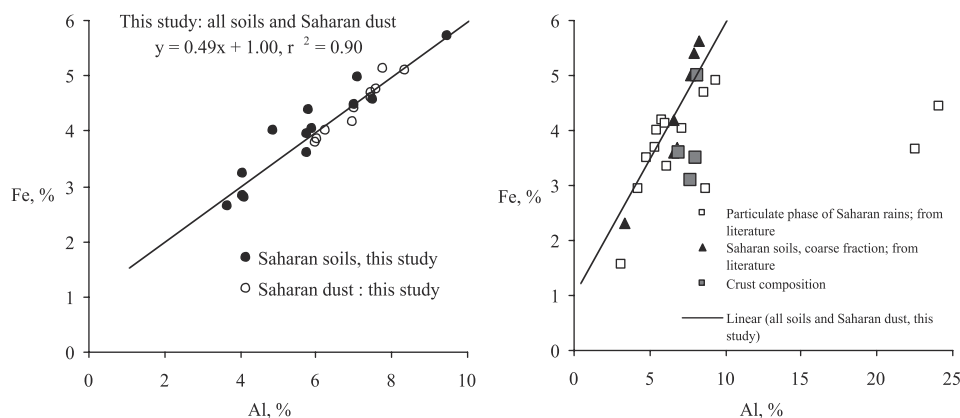 This study: all soils and Saharan dust
y = 0.49x + 1.00, r 2 = 0.90
6
5
4
3
2
1
0
Fe, %
Saharan soils, this study
Saharan dust : this study
0
2
4
6
8
10
Al, %
6
5
4
3
2
1
0
Fe, %
Particulate phase of Saharan rains; from
literature
Saharan soils, coarse fraction; from
literature
Crust composition
Linear (all soils and Saharan dust, this
study)
0
5
10
15
20
25
Al, %